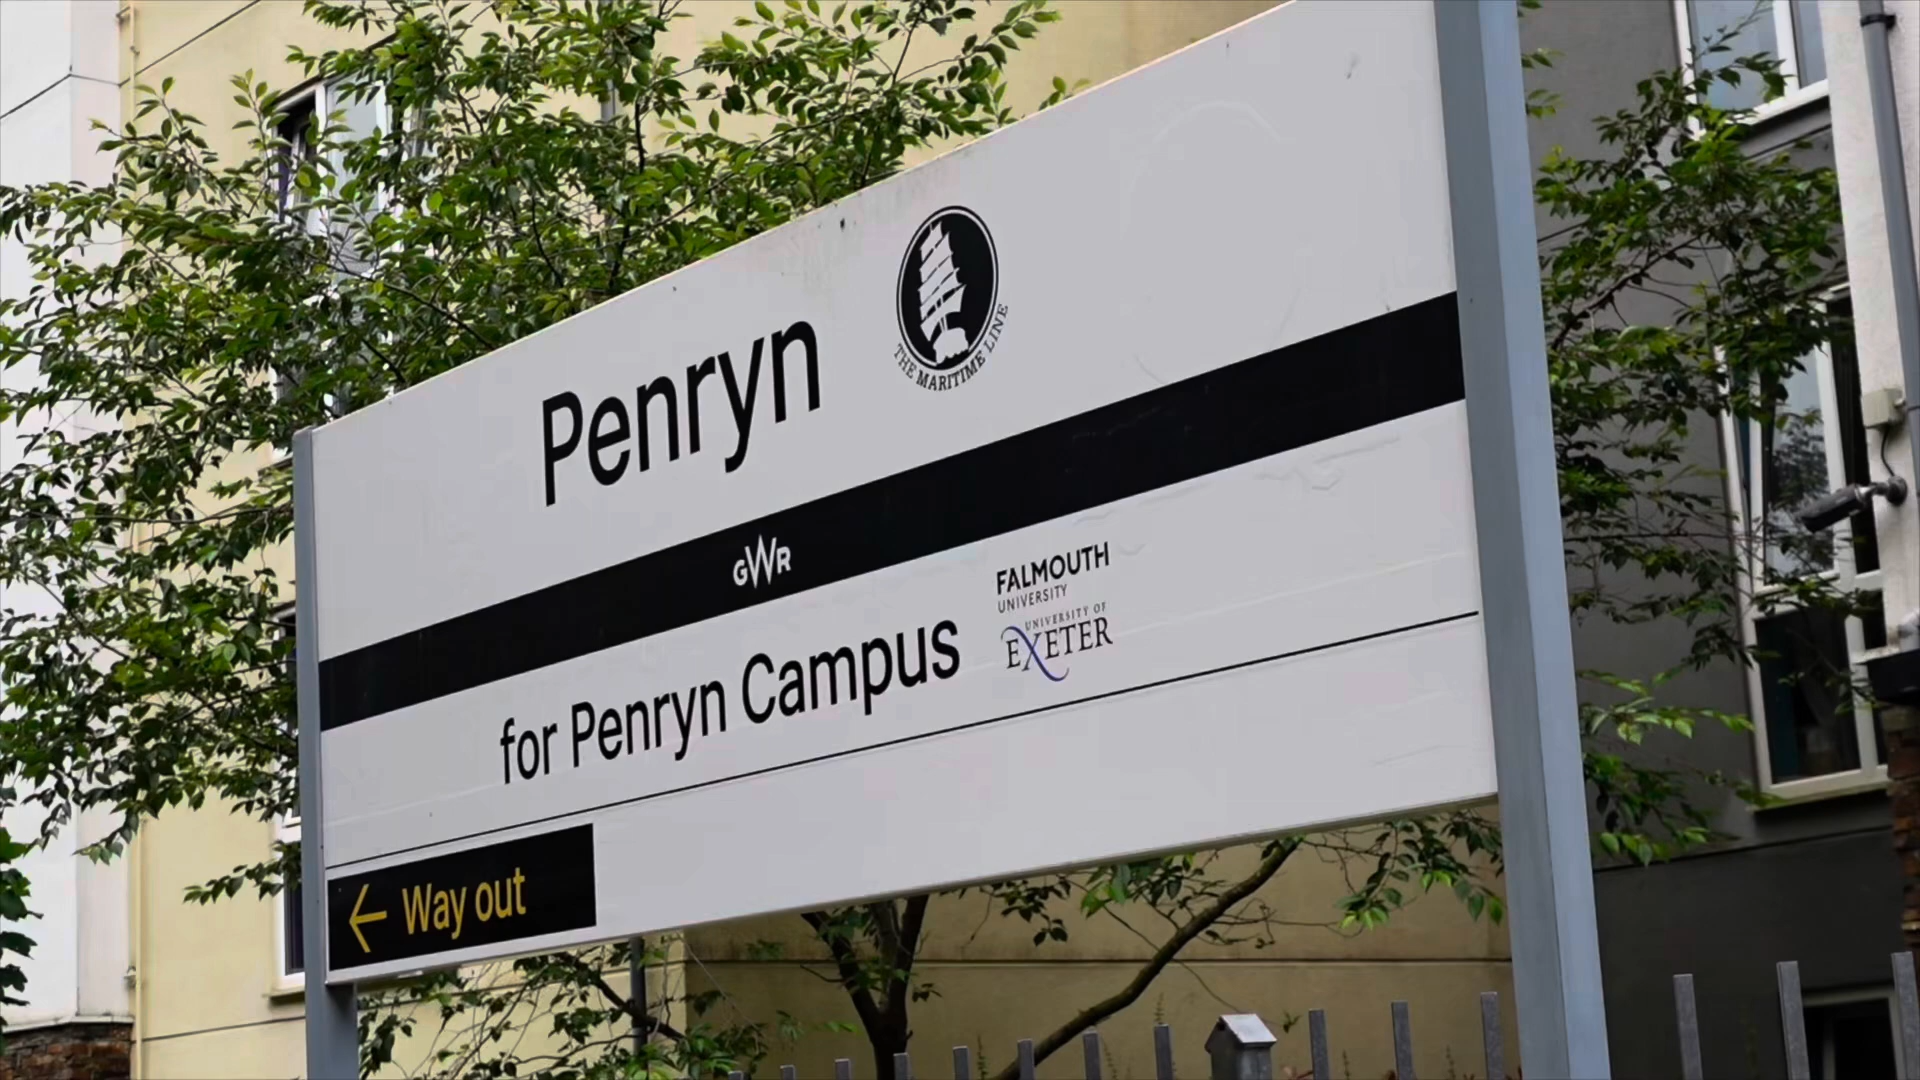 Penryn
THE MARITIME LINE
GWR
for Penryn Campus
FALMOUTH
UNIVERSITY
UNIVERSITY OF
EXETER
← Way out